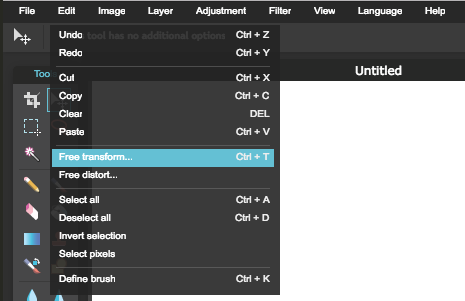 File Edit Image Layer Adjustment Filter View Language Help
Undo Ctrl + Z
tool has no additional options
Redo Ctrl + Y
Cut Ctrl + X
Untitled
Too
Copy Ctrl + C
Clear DEL
Paste Ctrl + V
Free transform... Ctrl + T
Free distort...
Select all Ctrl + A
Deselect all Ctrl + D
Invert selection
Select pixels
Define brush Ctrl + K